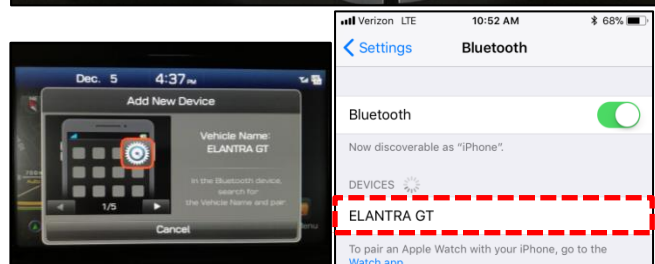 Dec. 5 4:37 PM
Add New Device
Vehicle Name:
ELANTRA GT
In the Bluetooth device,
search for
the Vehicle Name and pair
1/5
Cancel
Verizon LTE 10:52 AM 68%
Settings Bluetooth
Bluetooth
Now discoverable as “iPhone”.
DEVICES
ELANTRA GT
To pair an Apple Watch with your iPhone, go to the
Watch app